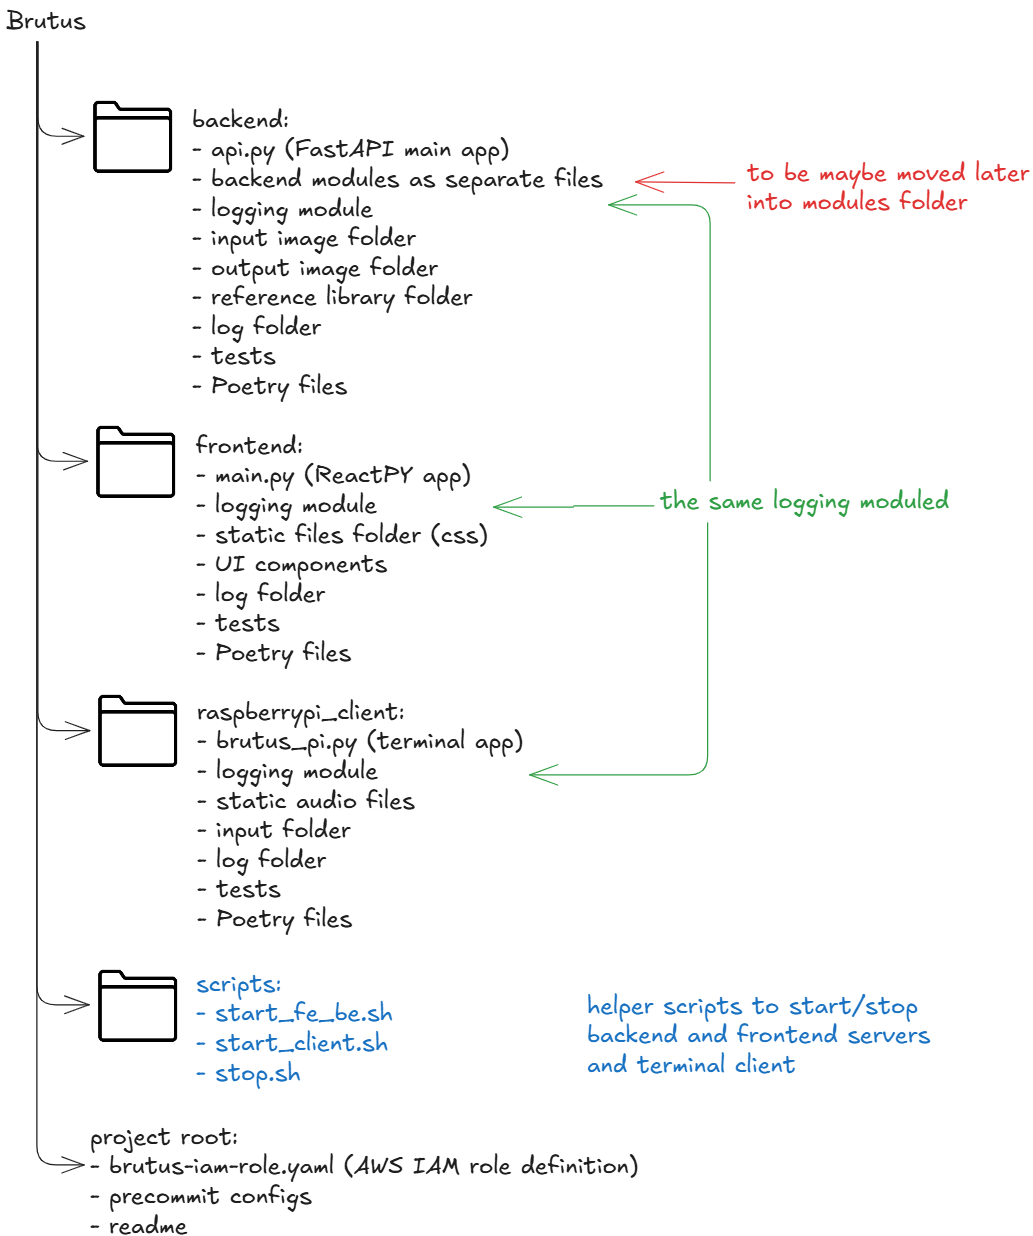 Brutus
backend:
- api.py (FastAPI main app)
- backend modules as separate files
- logging module
- input image folder
- output image folder
- reference library folder
- log folder
- tests
- Poetry files
to be maybe moved later
into modules folder
frontend:
- main.py (ReactPY app)
- logging module
- static files folder (css)
- UI components
- log folder
- tests
- Poetry files
the same logging moduled
raspberrypi_client:
- brutus_pi.py (terminal app)
- logging module
- static audio files
- input folder
- log folder
- tests
- Poetry files
scripts:
- start_fe_be.sh
- start_client.sh
- stop.sh
helper scripts to start/stop
backend and frontend servers
and terminal client
project root:
- brutus-iam-role.yaml (AWS IAM role definition)
- precommit configs
- readme